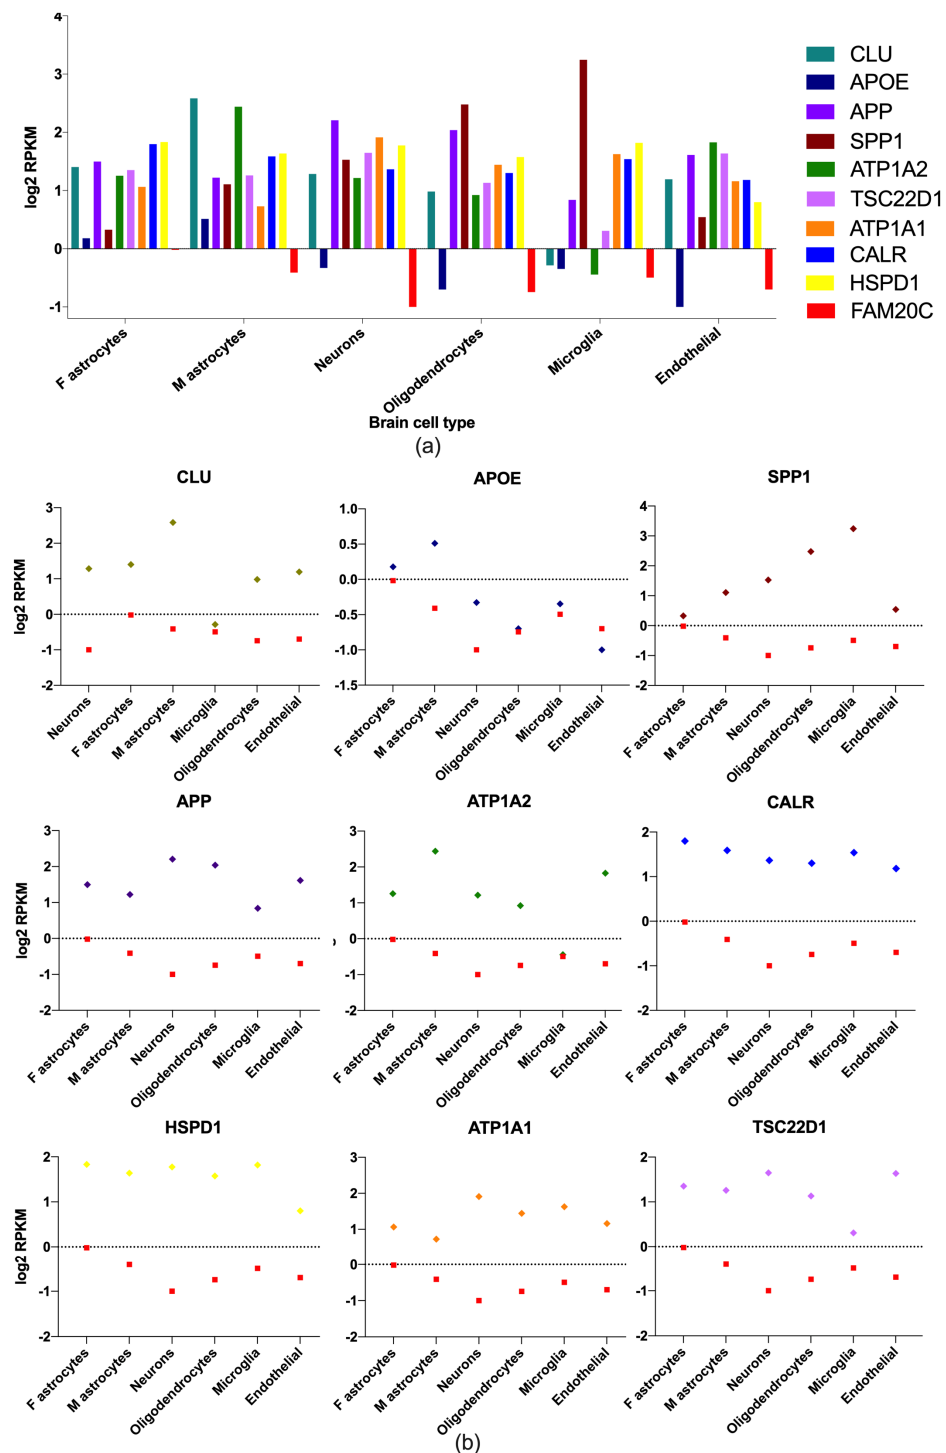 4
3
2
1
0
-1
log2 RPKM
F astrocytes
M astrocytes
Neurons
Oligodendrocytes
Microglia
Endothelial
Brain cell type
CLU
APOE
APP
SPP1
ATP1A2
TSC22D1
ATP1A1
CALR
HSPD1
FAM20C
(a)
CLU
3
2
1
0
-1
-2
log2 RPKM
Neurons
F astrocytes
M astrocytes
Microglia
Oligodendrocytes
Endothelial
APOE
1.0
0.5
0.0
-0.5
-1.0
-1.5
F astrocytes
M astrocytes
Neurons
Oligodendrocytes
Microglia
Endothelial
SPP1
4
3
2
1
0
-1
-2
F astrocytes
M astrocytes
Neurons
Oligodendrocytes
Microglia
Endothelial
APP
3
2
1
0
-1
-2
log2 RPKM
F astrocytes
M astrocytes
Neurons
Oligodendrocytes
Microglia
Endothelial
ATP1A2
3
2
1
0
-1
-2
F astrocytes
M astrocytes
Neurons
Oligodendrocytes
Microglia
Endothelial
CALR
2
1
0
-1
-2
F astrocytes
M astrocytes
Neurons
Oligodendrocytes
Microglia
Endothelial
HSPD1
2
1
0
-1
-2
log2 RPKM
F astrocytes
M astrocytes
Neurons
Oligodendrocytes
Microglia
Endothelial
ATP1A1
3
2
1
0
-1
-2
F astrocytes
M astrocytes
Neurons
Oligodendrocytes
Microglia
Endothelial
TSC22D1
2
1
0
-1
-2
F astrocytes
M astrocytes
Neurons
Oligodendrocytes
Microglia
Endothelial
(b)